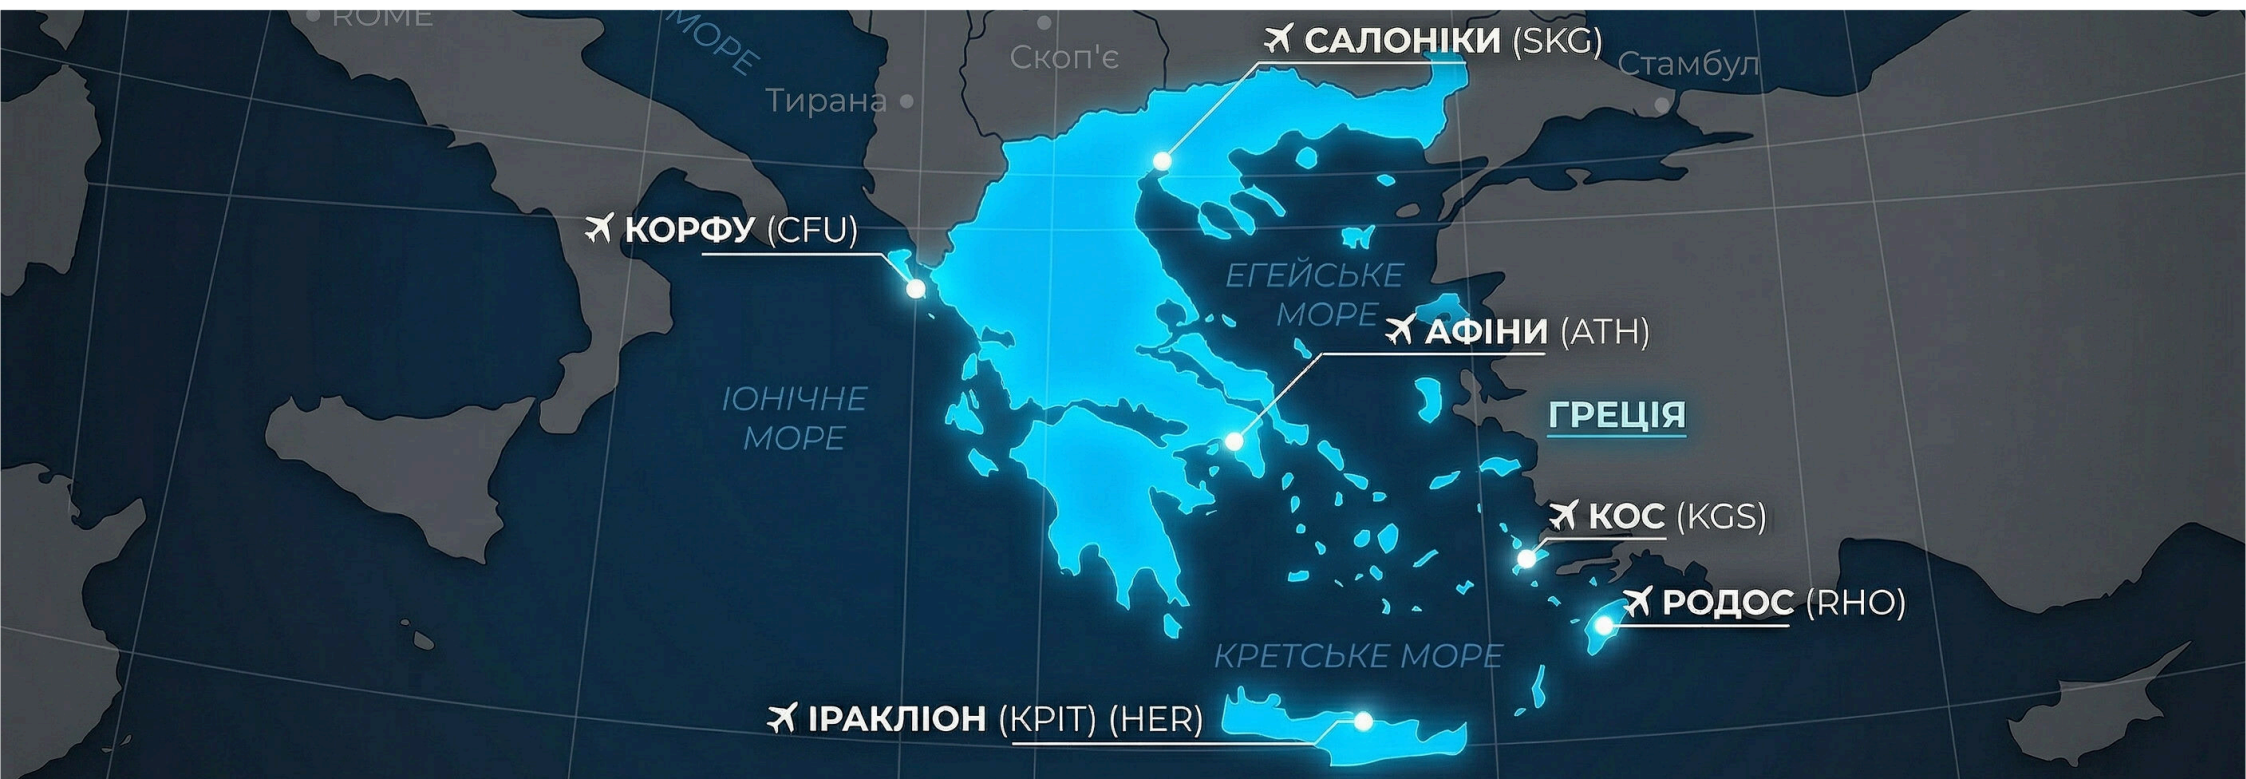 ROME
МОРЕ
Скоп'є
САЛОНІКИ (SKG)
Стамбул
Тирана
КОРФУ (CFU)
ЕГЕЙСЬКЕ
МОРЕ
АФІНИ (ATH)
ІОНІЧНЕ
МОРЕ
ГРЕЦІЯ
КОС (KGS)
РОДОС (RHO)
КРЕТСЬКЕ МОРЕ
ІРАКЛІОН (КРІТ) (HER)